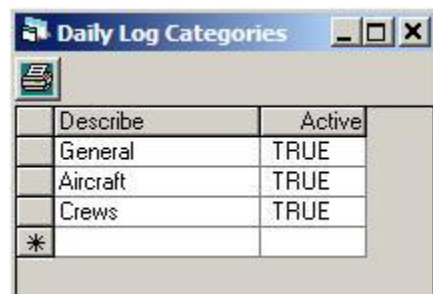 Daily Log Categories
Describe Active
General TRUE
Aircraft TRUE
Crews TRUE